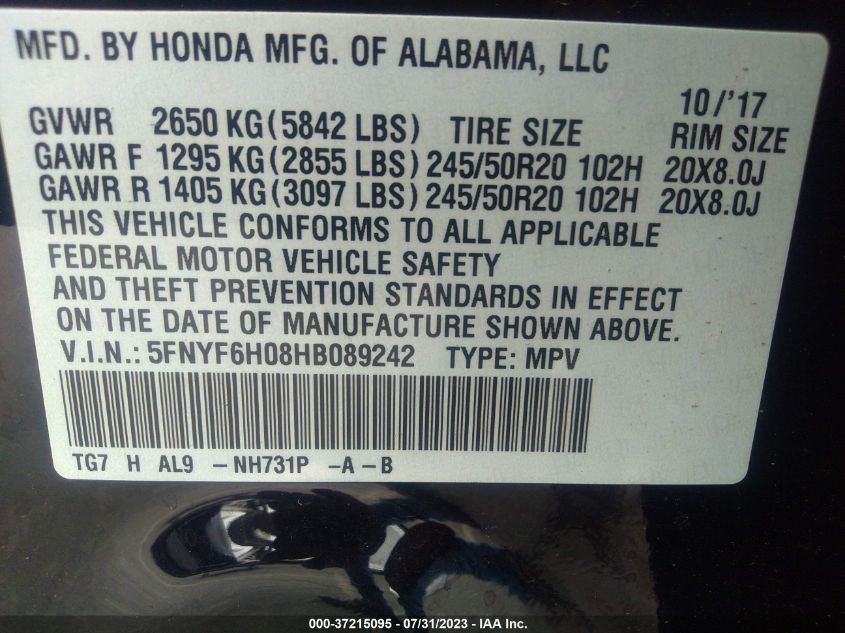 MFD. BY HONDA MFG. OF ALABAMA, LLC
10/'17
GVWR 2650 KG(5842 LBS) TIRE SIZE RIM SIZE
GAWR F 1295 KG(2855 LBS) 245/50R20 102H 20X8.0J
GAWR R 1405 KG(3097 LBS) 245/50R20 102H 20X8.0J
THIS VEHICLE CONFORMS TO ALL APPLICABLE
FEDERAL MOTOR VEHICLE SAFETY
AND THEFT PREVENTION STANDARDS IN EFFECT
ON THE DATE OF MANUFACTURE SHOWN ABOVE.
V.I.N.: 5FNYF6H08HB089242 TYPE: MPV
TG7 H AL9 -NH731P -A-B
000-37215095 - 07/31/2023 - IAA Inc.